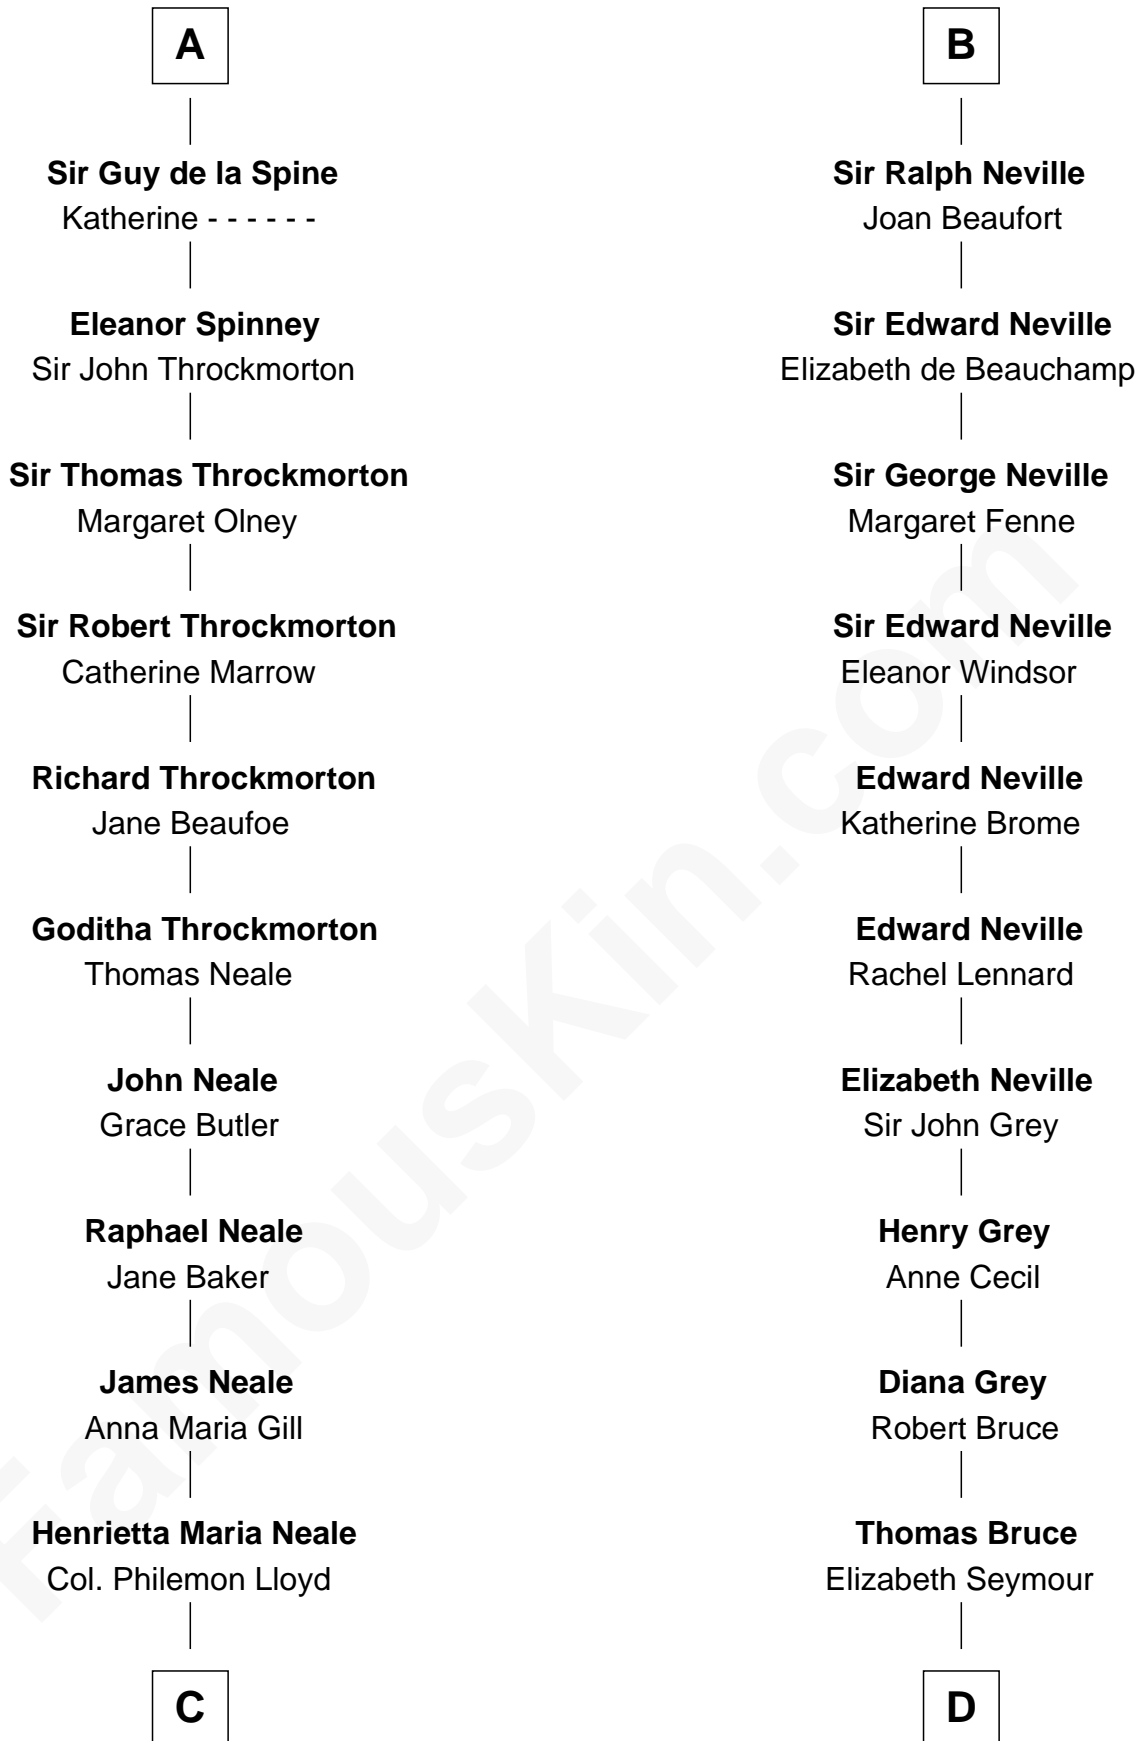 A
Sir Guy de la Spine
Katherine - - - - - -
Eleanor Spinney
Sir John Throckmorton
Sir Thomas Throckmorton
Margaret Olney
Sir Robert Throckmorton
Catherine Marrow
Richard Throckmorton
Jane Beaufoe
Goditha Throckmorton
Thomas Neale
John Neale
Grace Butler
Raphael Neale
Jane Baker
James Neale
Anna Maria Gill
Henrietta Maria Neale
Col. Philemon Lloyd
C
B
Sir Ralph Neville
Joan Beaufort
Sir Edward Neville
Elizabeth de Beauchamp
Sir George Neville
Margaret Fenne
Sir Edward Neville
Eleanor Windsor
Edward Neville
Katherine Brome
Edward Neville
Rachel Lennard
Elizabeth Neville
Sir John Grey
Henry Grey
Anne Cecil
Diana Grey
Robert Bruce
Thomas Bruce
Elizabeth Seymour
D
FamousKin.com